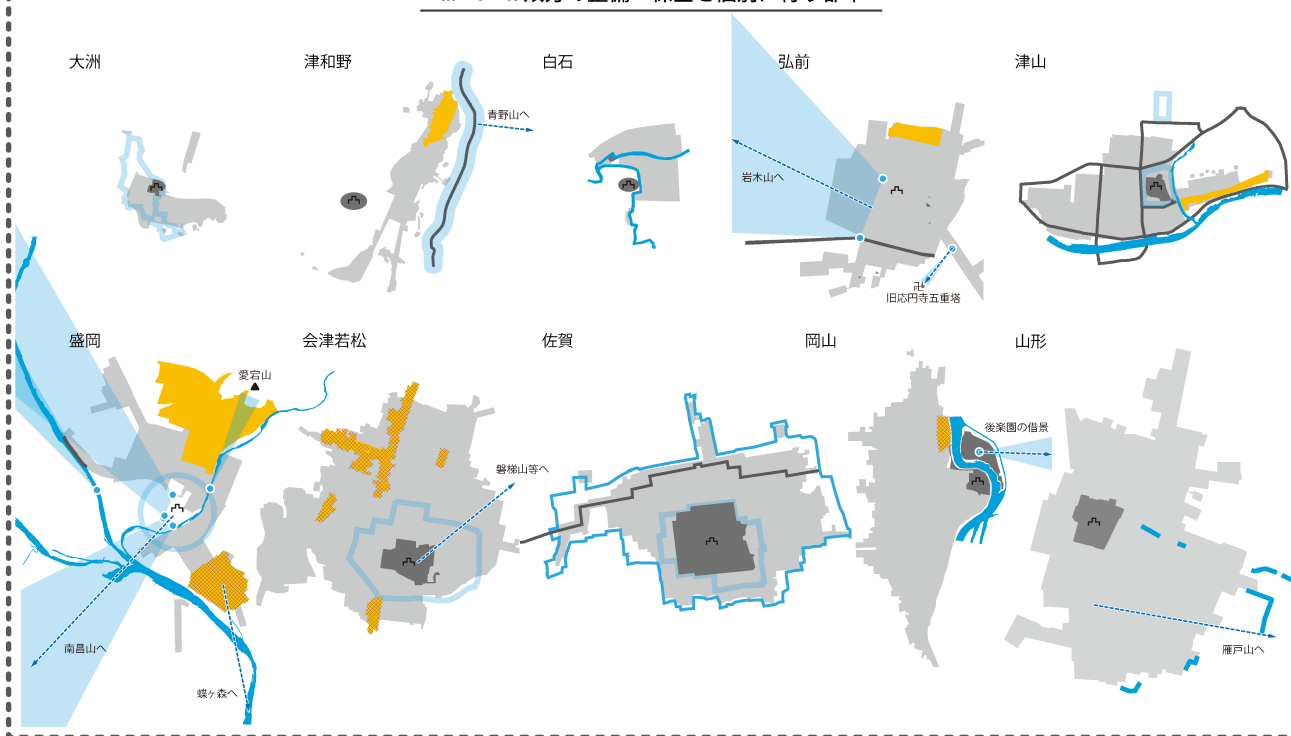 大洲
津和野
白石
弘前
津山
青野山へ
岩木山へ
卍
旧応円寺五重塔
盛岡
会津若松
佐賀
岡山
山形
愛宕山
後楽園の借景
磐梯山等へ
南昌山へ
蝶ヶ森へ
雁戸山へ